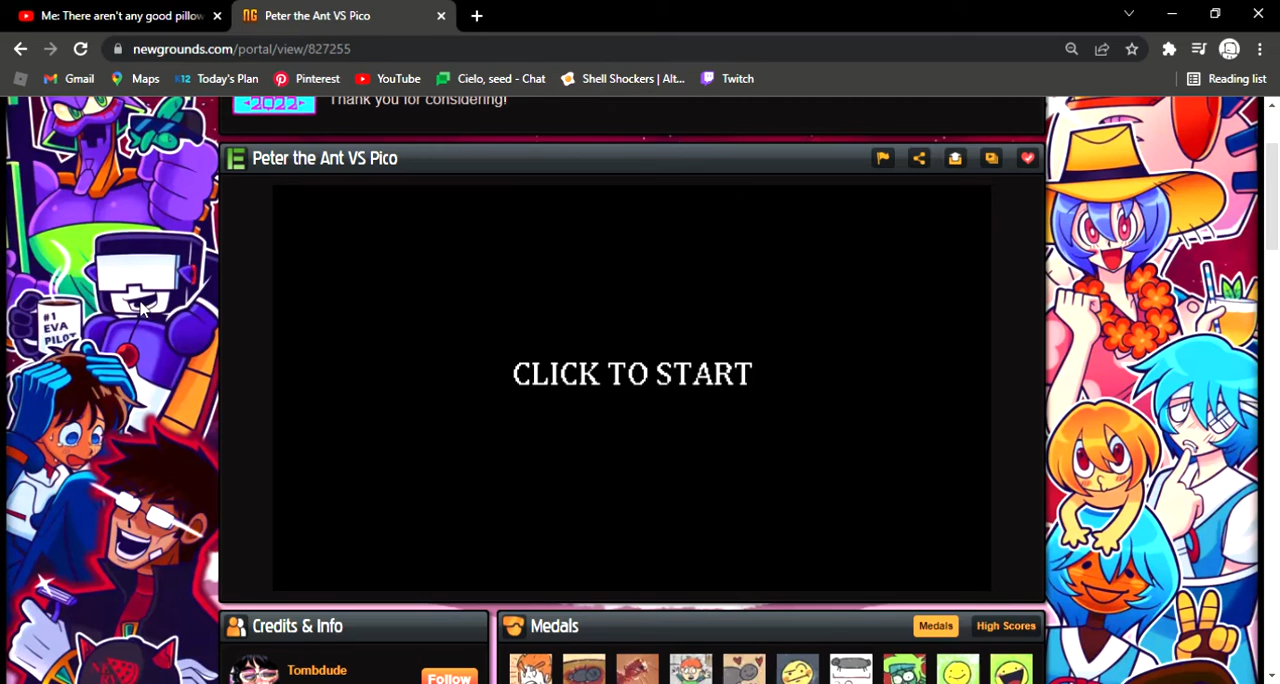 Me: There aren't any good pillow
Peter the Ant VS Pico
newgrounds.com/portal/view/827255
Gmail
Maps
K12 Today's Plan
Pinterest
YouTube
Cielo, seed - Chat
Shell Shockers | Alt...
Twitch
Reading list
2022
Thank you for considering!
E Peter the Ant VS Pico
#1
EVA
PILOT
CLICK TO START
Credits & Info
Medals
Medals
High Scores
Tombdude
Follow